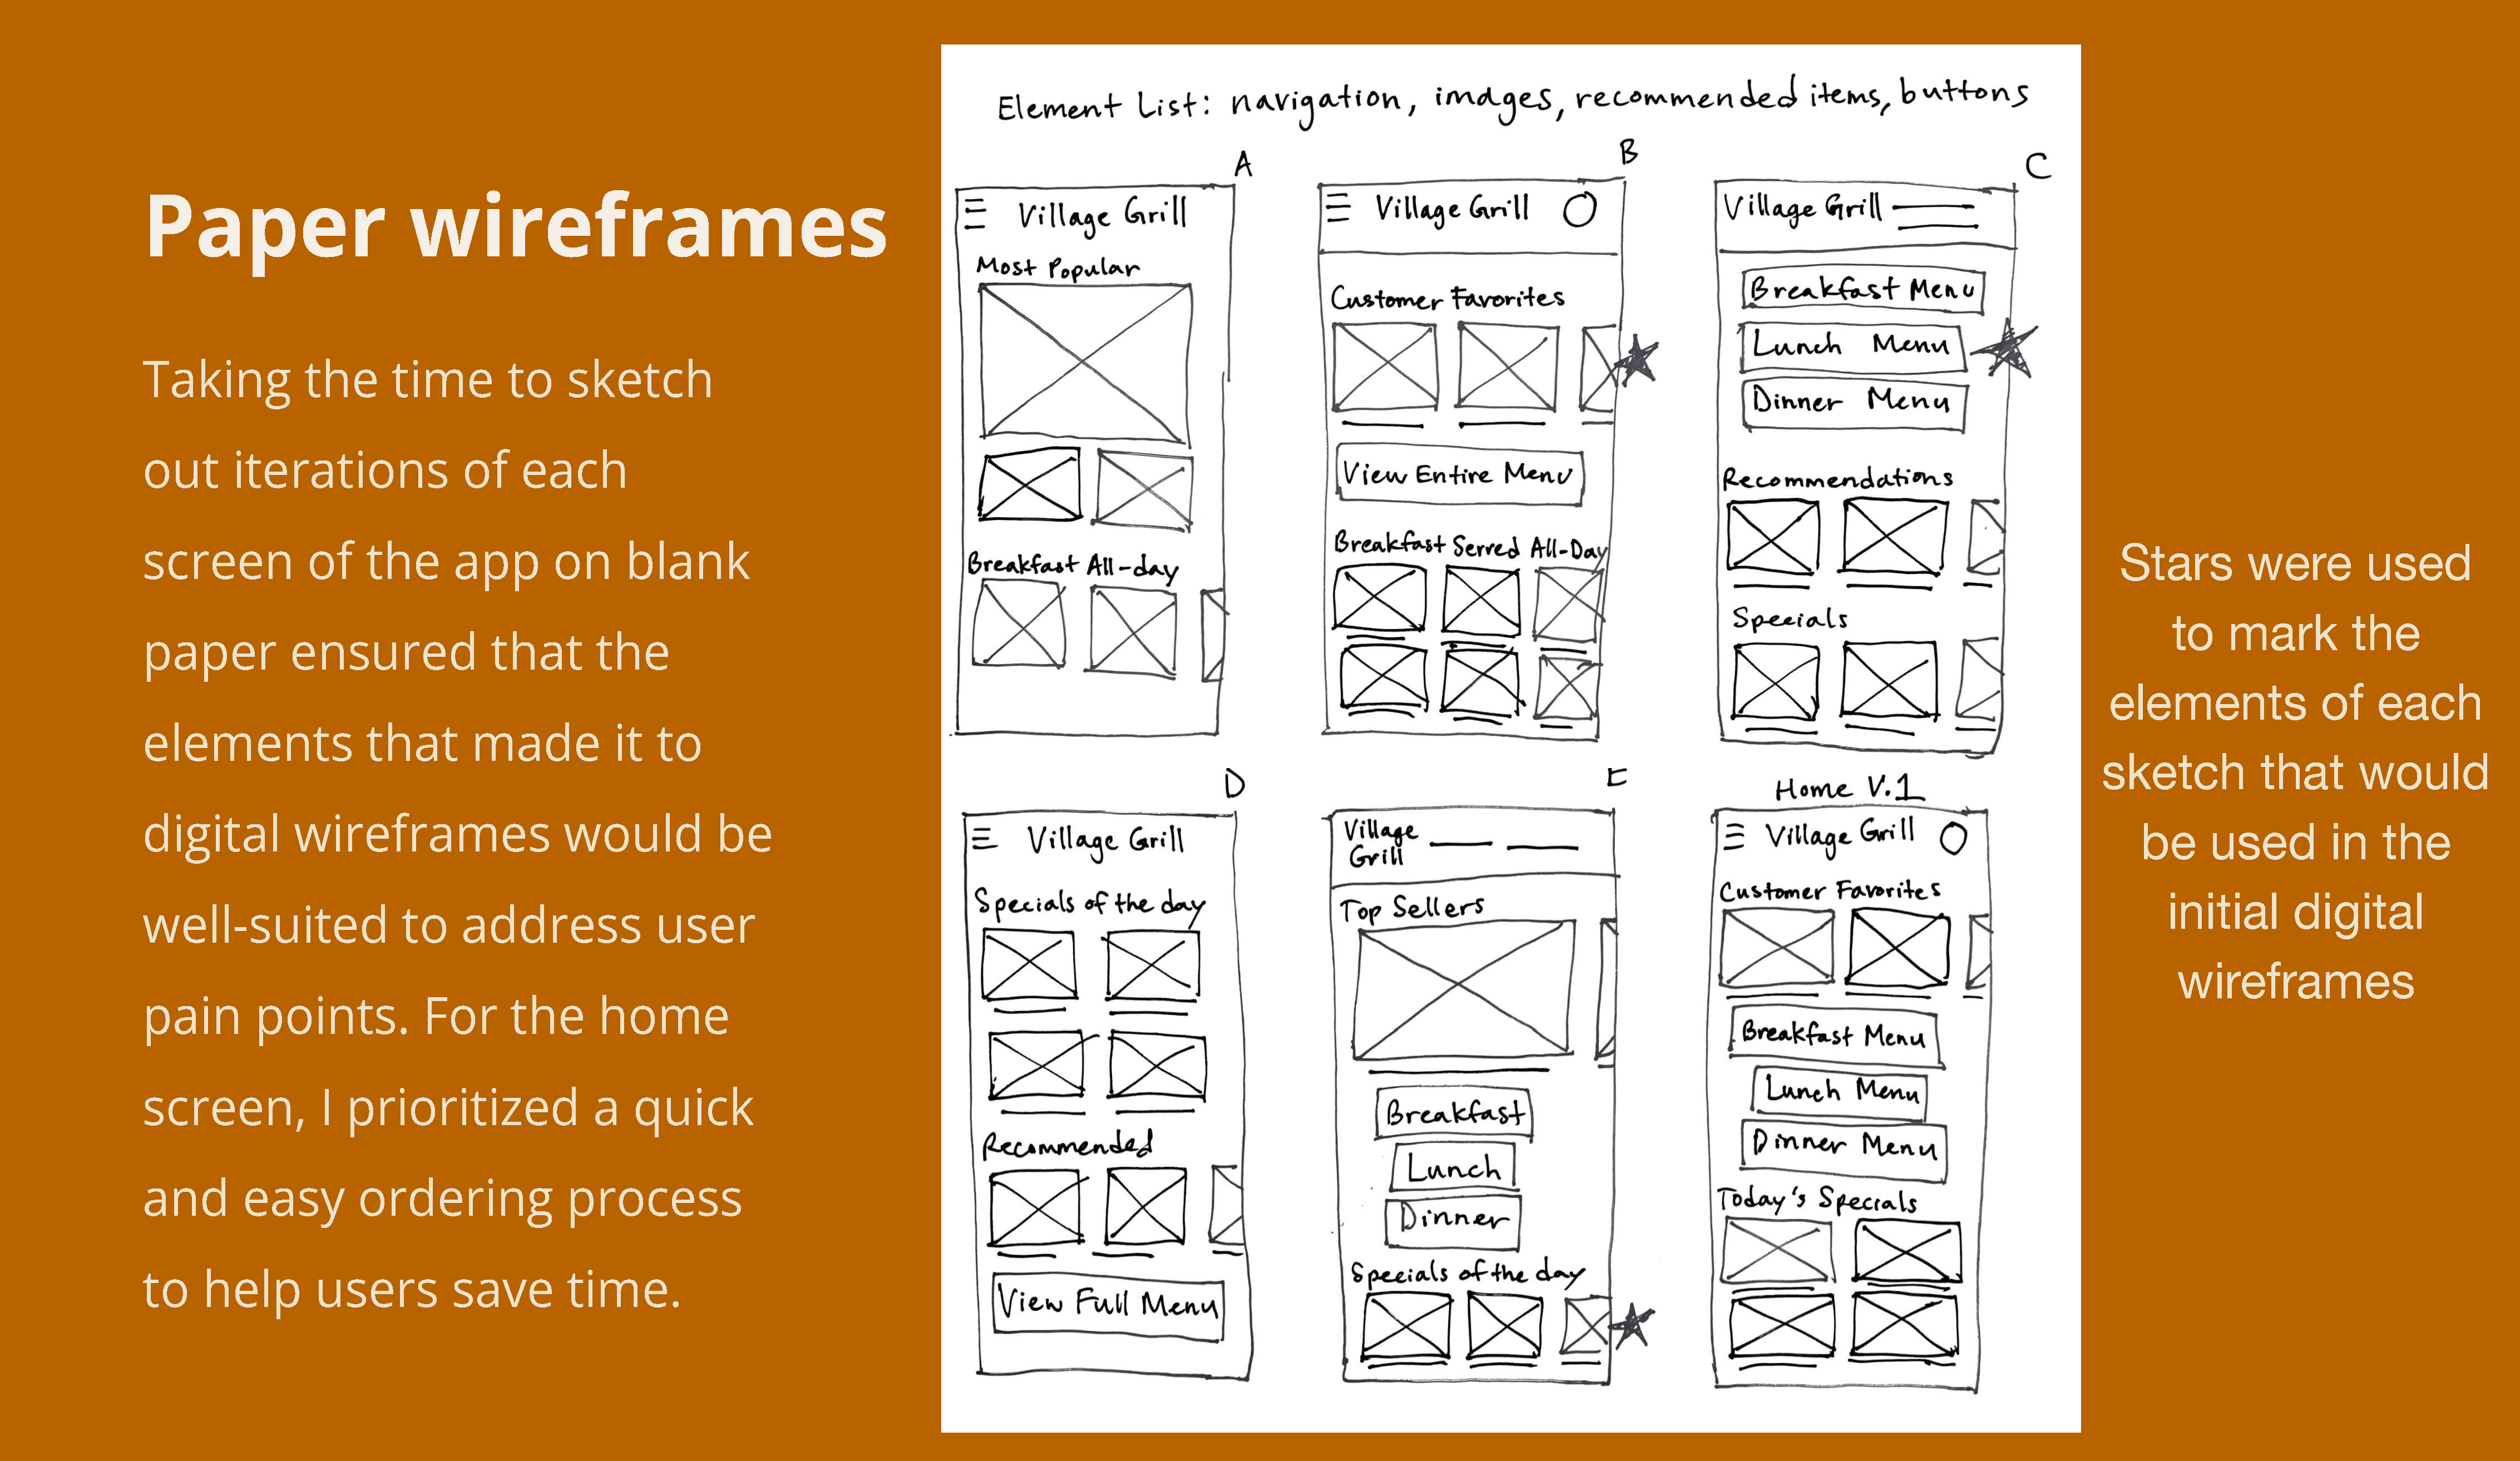 Paper wireframes
Taking the time to sketch
out iterations of each
screen of the app on blank
paper ensured that the
elements that made it to
digital wireframes would be
well-suited to address user
pain points. For the home
screen, I prioritized a quick
and easy ordering process
to help users save time.
Element List: navigation, images, recommended items, buttons
A
Village Grill
Most Popular
Breakfast All-day
B
Village Grill
Customer Favorites
View Entire Menu
Breakfast Served All-Day
C
Village Grill
Breakfast Menu
Lunch Menu
Dinner Menu
Recommendations
Specials
D
Village Grill
Specials of the day
Recommended
View Full Menu
E
Village
Grill
Top Sellers
Breakfast
Lunch
Dinner
Specials of the day
Home V.1
Village Grill
Customer Favorites
Breakfast Menu
Lunch Menu
Dinner Menu
Today's Specials
Stars were used
to mark the
elements of each
sketch that would
be used in the
initial digital
wireframes